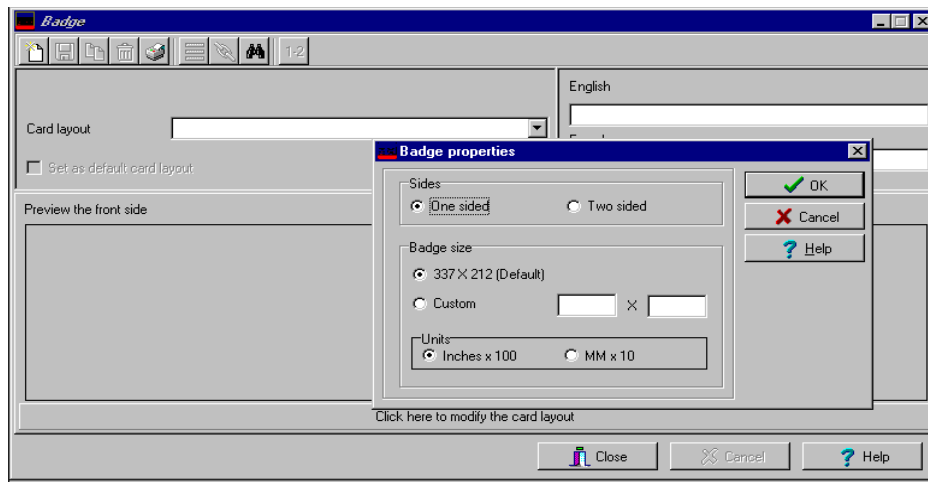 Badge
1-2
English
Card layout
Set as default card layout
Preview the front side
Badge properties
Sides
One sided
Two sided
Badge size
337 X 212 (Default)
Custom
X
Units
Inches x 100
MM x 10
OK
Cancel
Help
Click here to modify the card layout
Close
Cancel
Help